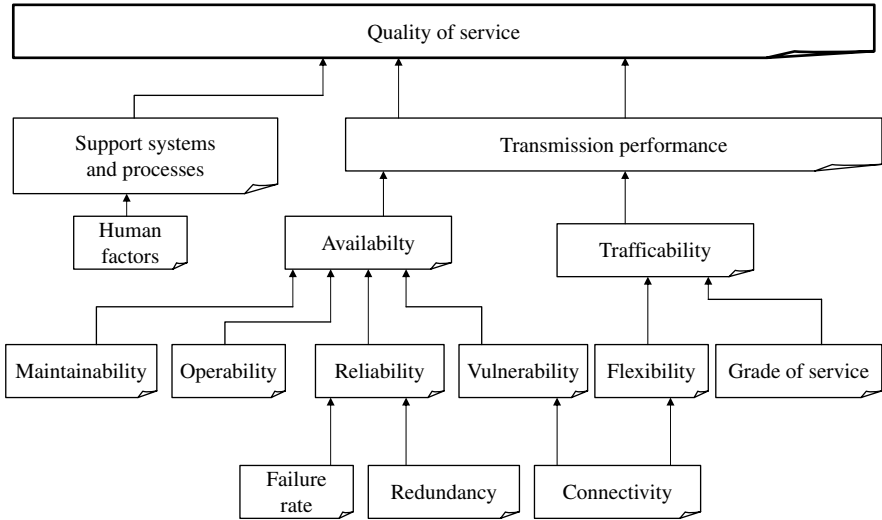 Quality of service
Support systems
and processes
Transmission performance
Human
factors
Availabilty
Trafficability
Maintainability
Operability
Reliability
Vulnerability
Flexibility
Grade of service
Failure
rate
Redundancy
Connectivity